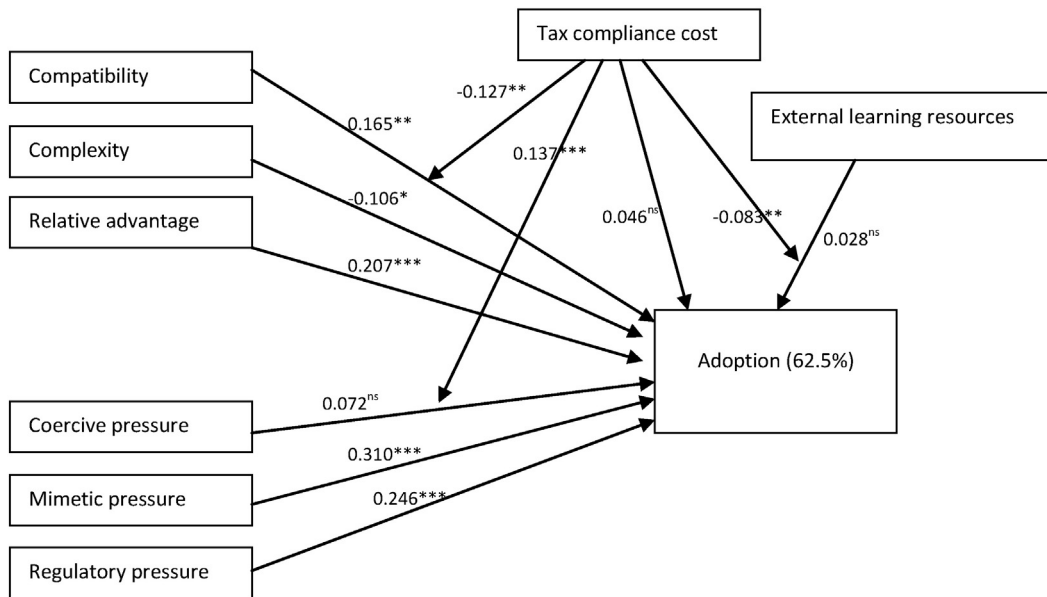 Tax compliance cost
Compatibility
-0.127**
External learning resources
0.165**
Complexity
0.137***
-0.106*
Relative advantage
0.046ns
-0.083**
0.028ns
0.207***
Adoption (62.5%)
0.072ns
Coercive pressure
0.310***
Mimetic pressure
0.246***
Regulatory pressure